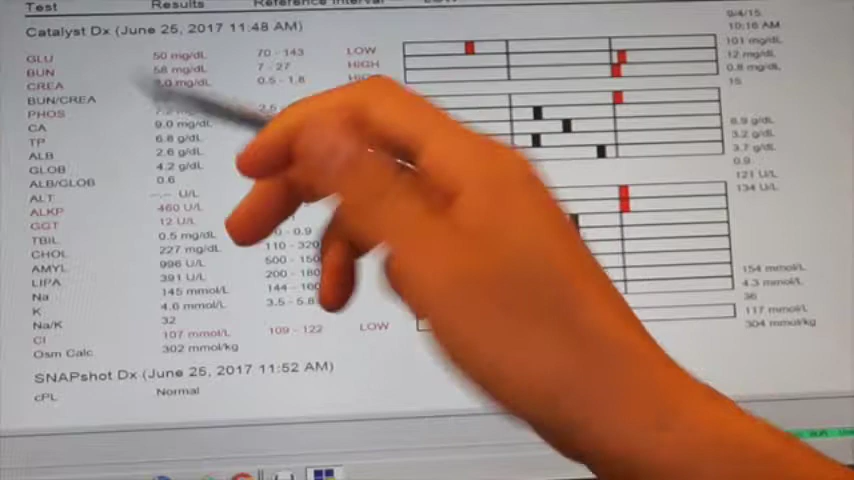 Test Results Reference Interval
Catalyst Dx (June 25, 2017 11:48 AM) 9/4/15 10:16 AM
GLU 50 mg/dL 70 - 143 LOW 101 mg/dL
BUN 58 mg/dL 7 - 27 HIGH 12 mg/dL
CREA mg/dL 0.5 - 1.8 0.8 mg/dL
BUN/CREA 15
PHOS
CA 9.0 mg/dL
TP 6.8 g/dL 6.9 g/dL
ALB 2.6 g/dL 3.2 g/dL
GLOB 4.2 g/dL 3.7 g/dL
ALB/GLOB 0.6 0.9
ALT --.-- U/L 121 U/L
ALKP 460 U/L 134 U/L
GGT 12 U/L
TBIL 0.5 mg/dL - 0.9
CHOL 227 mg/dL 110 - 320
AMYL 996 U/L 500 -
LIPA 391 U/L 200 -
Na 145 mmol/L 144 - 154 mmol/L
K 4.6 mmol/L 3.5 - 5.8 4.3 mmol/L
Na/K 32 36
Cl 107 mmol/L 109 - 122 LOW 117 mmol/L
Osm Calc 302 mmol/kg 304 mmol/kg
SNAPshot Dx (June 25, 2017 11:52 AM)
cPL Normal